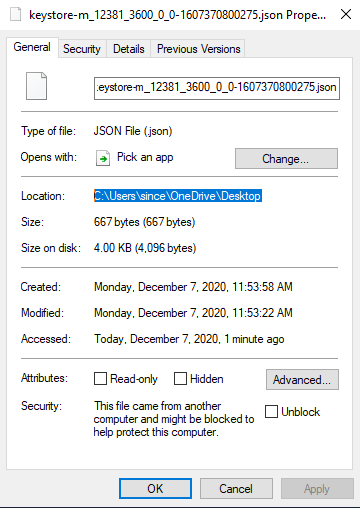 keystore-m_12381_3600_0_0-1607370800275.json Prope...
General
Security
Details
Previous Versions
:eystore-m_12381_3600_0_0-1607370800275.json
Type of file: JSON File (.json)
Opens with: Pick an app Change...
Location: C:\Users\since\OneDrive\Desktop
Size: 667 bytes (667 bytes)
Size on disk: 4.00 KB (4,096 bytes)
Created: Monday, December 7, 2020, 11:53:58 AM
Modified: Monday, December 7, 2020, 11:53:22 AM
Accessed: Today, December 7, 2020, 1 minute ago
Attributes: Read-only Hidden Advanced...
Security: This file came from another
computer and might be blocked to
help protect this computer.
Unblock
OK
Cancel
Apply